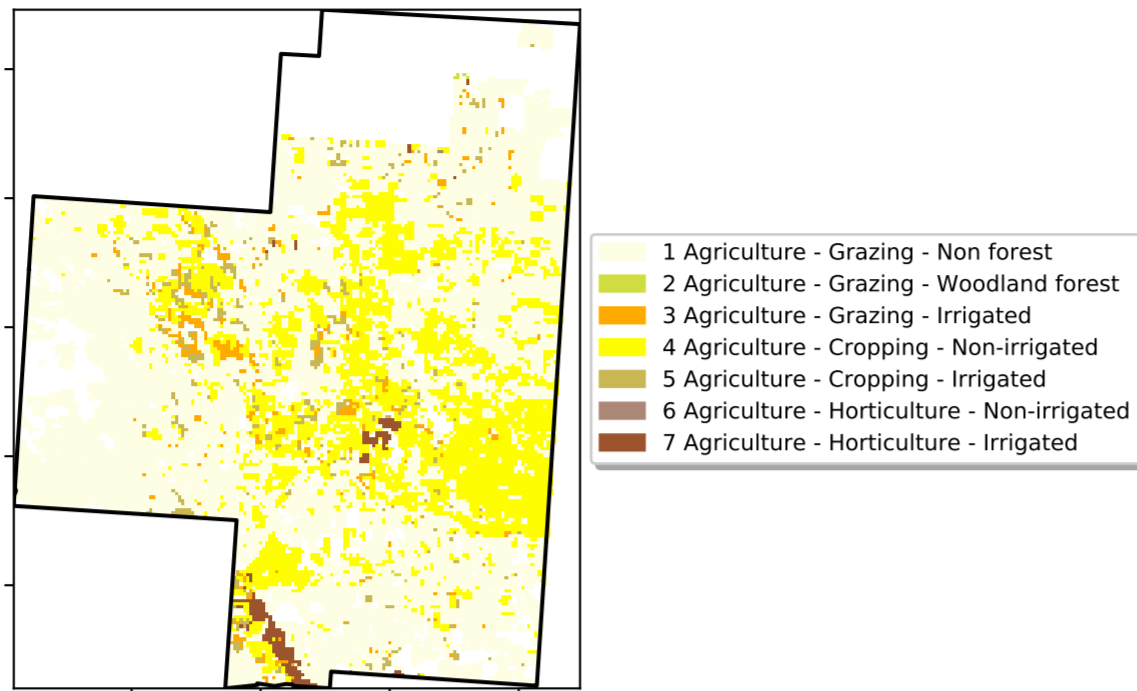 1 Agriculture - Grazing - Non forest
2 Agriculture - Grazing - Woodland forest
3 Agriculture - Grazing - Irrigated
4 Agriculture - Cropping - Non-irrigated
5 Agriculture - Cropping - Irrigated
6 Agriculture - Horticulture - Non-irrigated
7 Agriculture - Horticulture - Irrigated